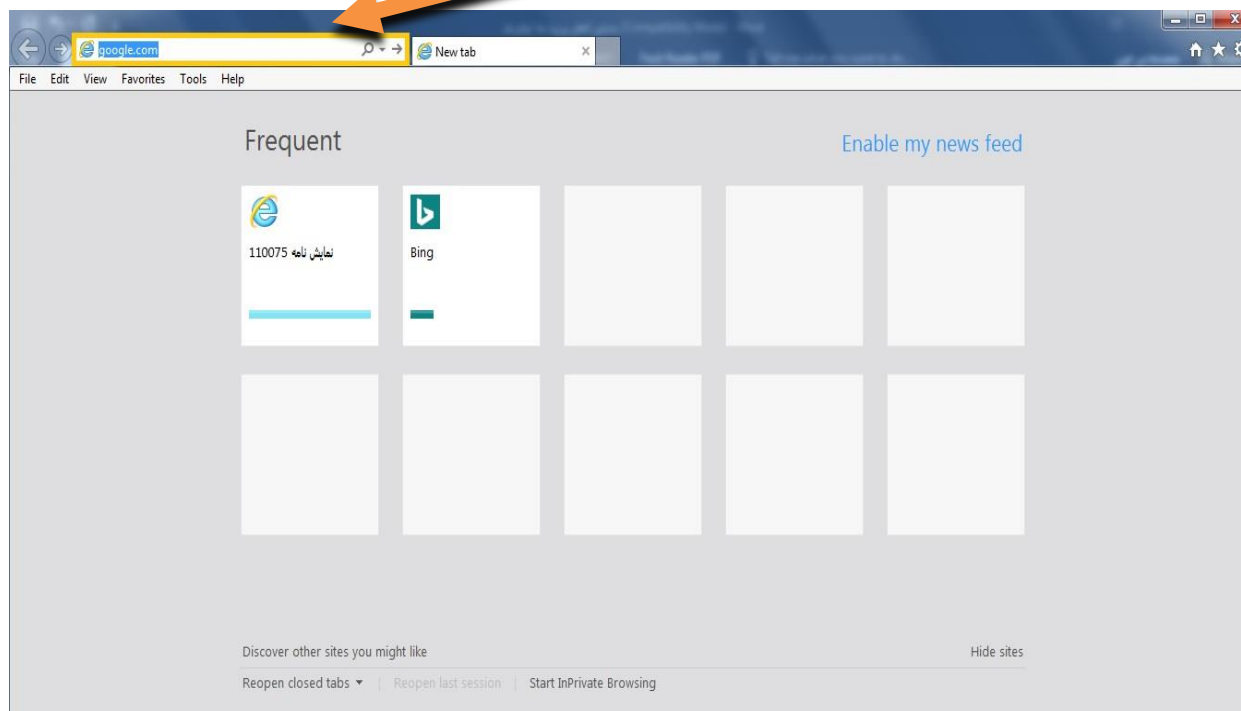 google.com
New tab
File Edit View Favorites Tools Help
Frequent
Enable my news feed
نمایش نامه 110075
Bing
Discover other sites you might like
Hide sites
Reopen closed tabs
Reopen last session
Start InPrivate Browsing